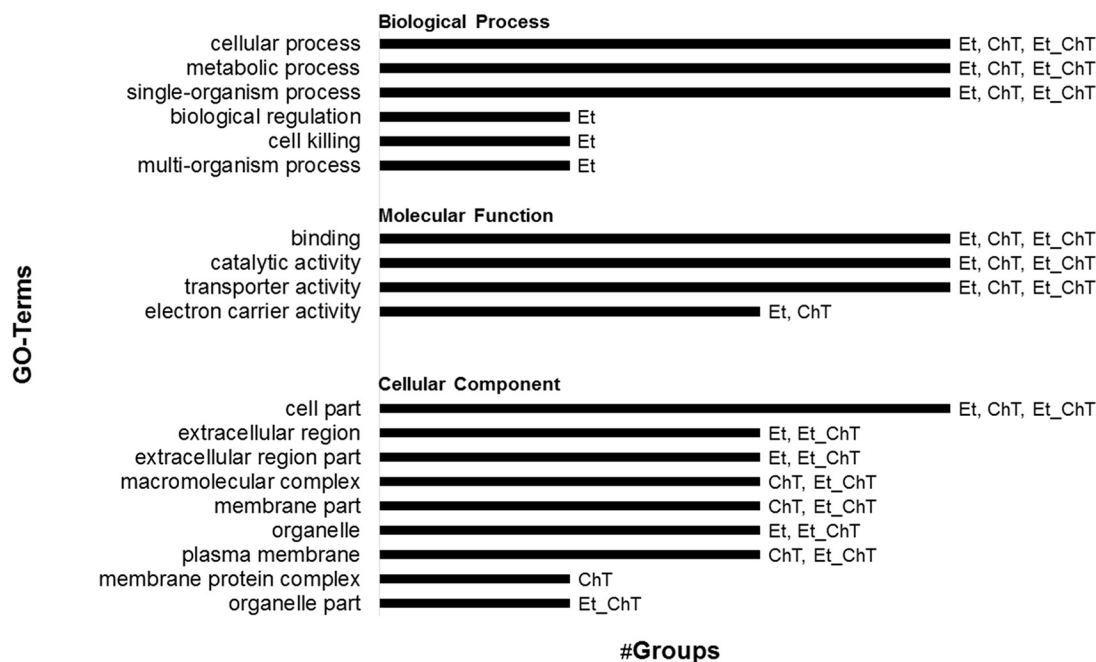 Biological Process
cellular process Et, ChT, Et_ChT
metabolic process Et, ChT, Et_ChT
single-organism process Et, ChT, Et_ChT
biological regulation Et
cell killing Et
multi-organism process Et
Molecular Function
binding Et, ChT, Et_ChT
catalytic activity Et, ChT, Et_ChT
transporter activity Et, ChT, Et_ChT
electron carrier activity Et, ChT
GO-Terms
Cellular Component
cell part Et, ChT, Et_ChT
extracellular region Et, Et_ChT
extracellular region part Et, Et_ChT
macromolecular complex ChT, Et_ChT
membrane part ChT, Et_ChT
organelle Et, Et_ChT
plasma membrane ChT, Et_ChT
membrane protein complex ChT
organelle part Et_ChT
#Groups